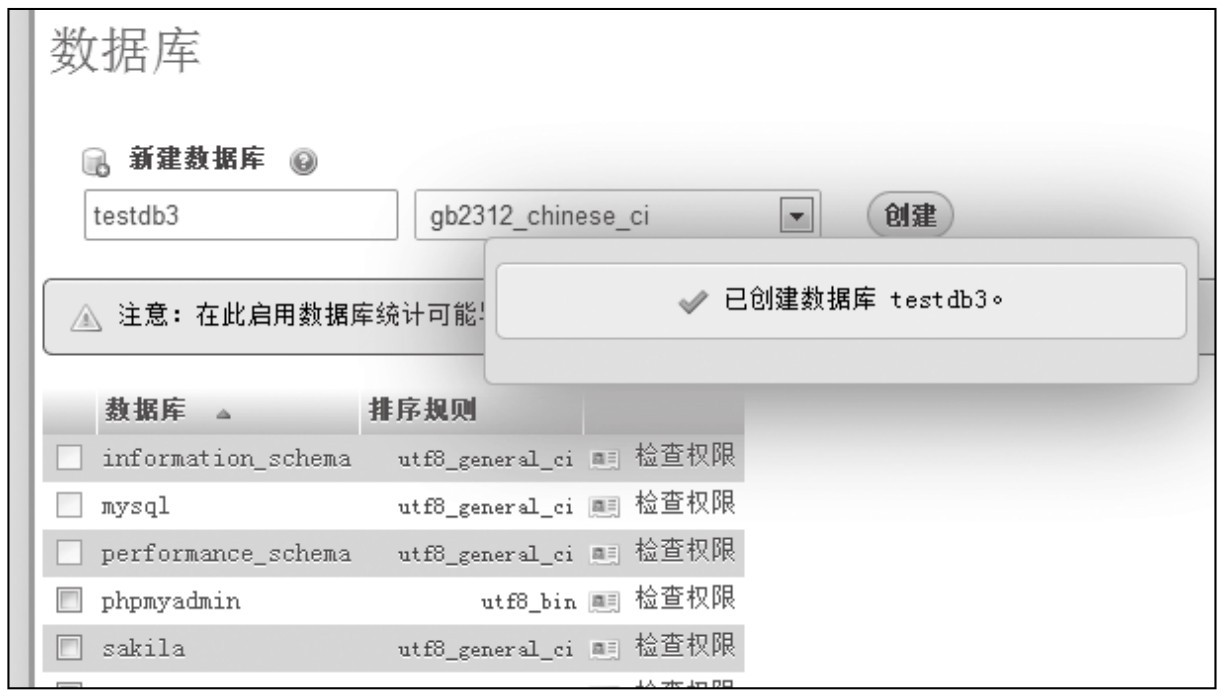 数据库
新建数据库
testdb3 gb2312_chinese_ci 创建
已创建数据库 testdb3。
注意：在此启用数据库统计可能
数据库 排序规则
information_schema utf8_general_ci 检查权限
mysql utf8_general_ci 检查权限
performance_schema utf8_general_ci 检查权限
phpmyadmin utf8_bin 检查权限
sakila utf8_general_ci 检查权限